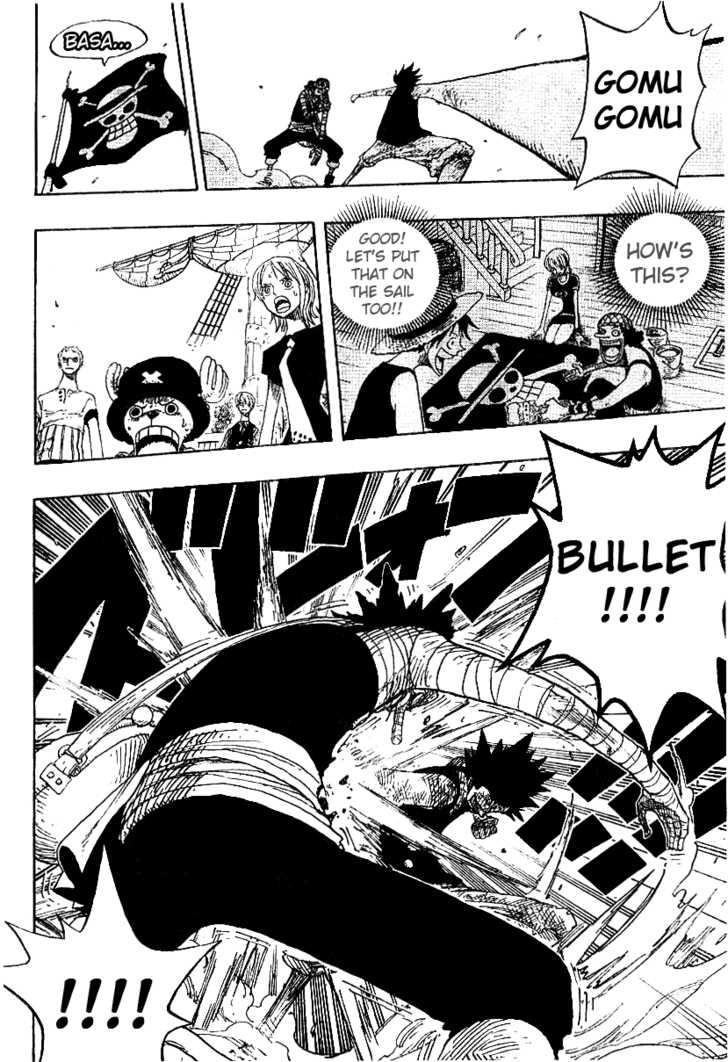 GOMU
GOMU
BASA...
HOW'S
THIS?
GOOD!
LET'S PUT
THAT ON
THE SAIL
TOO!!
BULLET
!!!!
!!!!